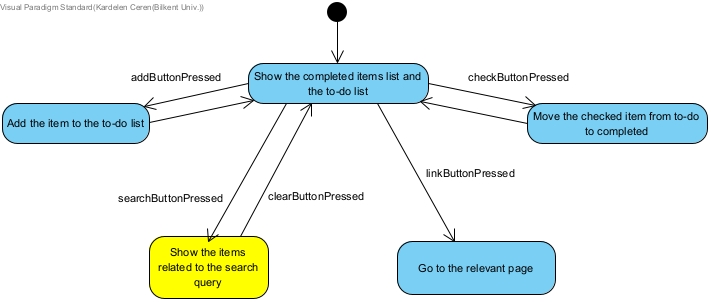 Visual Paradigm Standard(Kardelen Ceren(Bilkent Univ.))
Show the completed items list and
the to-do list
addButtonPressed
checkButtonPressed
Add the item to the to-do list
Move the checked item from to-do
to completed
linkButtonPressed
searchButtonPressed
clearButtonPressed
Show the items
related to the search
query
Go to the relevant page